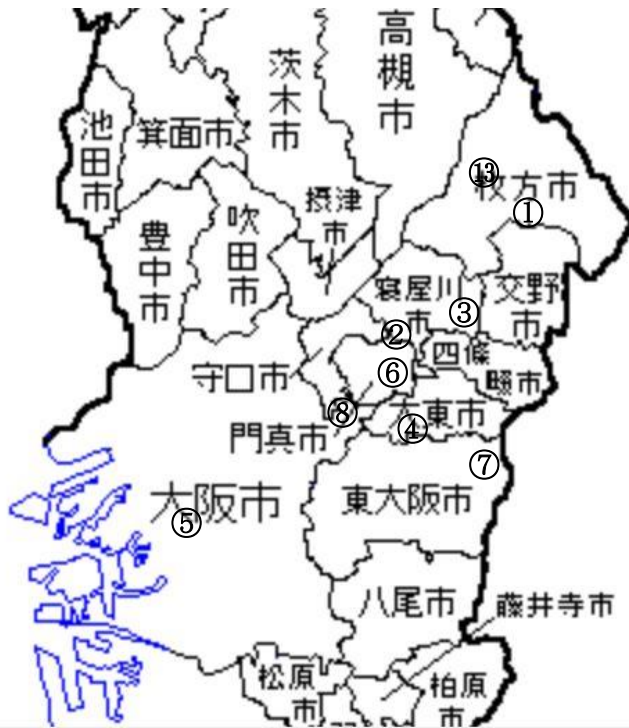 高槻市
茨木市
箕面市
池田市
⑬
枚方市
①
摂津市
吹田市
豊中市
寝屋川市
交野市
③
②
四條畷市
守口市
⑥
⑧
大東市
④
門真市
⑦
大阪市
⑤
東大阪市
八尾市
藤井寺市
松原市
柏原市